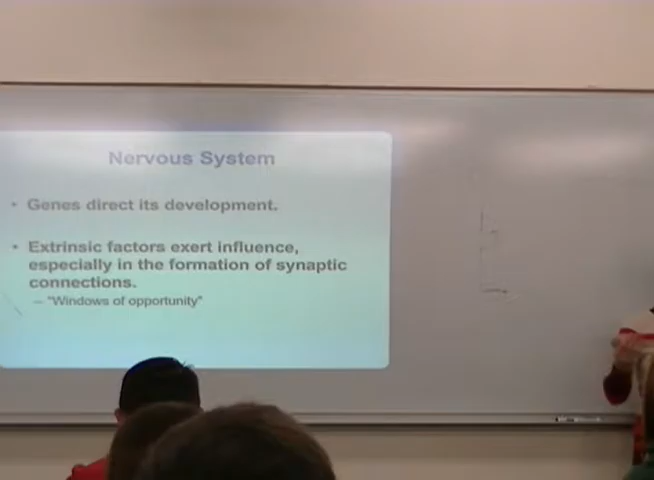 Nervous System
• Genes direct its development.
• Extrinsic factors exert influence,
especially in the formation of synaptic
connections.
– "Windows of opportunity"